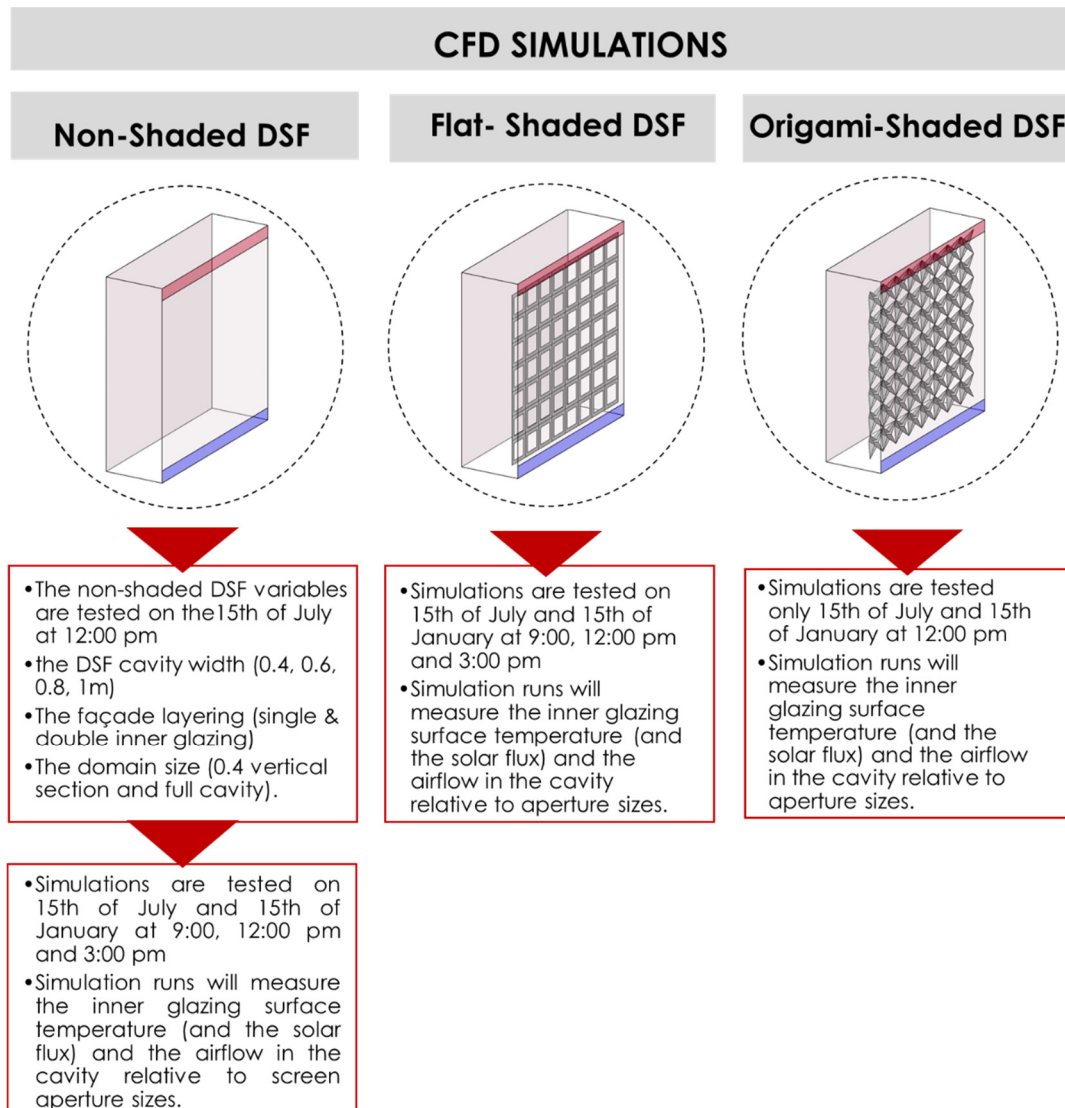 CFD SIMULATIONS
Non-Shaded DSF
•The non-shaded DSF variables
are tested on the15th of July
at 12:00 pm
•the DSF cavity width (0.4, 0.6,
0.8, 1m)
•The façade layering (single &
double inner glazing)
•The domain size (0.4 vertical
section and full cavity).
•Simulations are tested on
15th of July and 15th of
January at 9:00, 12:00 pm
and 3:00 pm
•Simulation runs will measure
the inner glazing surface
temperature (and the solar
flux) and the airflow in the
cavity relative to screen
aperture sizes.
Flat- Shaded DSF
•Simulations are tested on
15th of July and 15th of
January at 9:00, 12:00 pm
and 3:00 pm
•Simulation runs will
measure the inner glazing
surface temperature (and
the solar flux) and the
airflow in the cavity
relative to aperture sizes.
Origami-Shaded DSF
•Simulations are tested
only 15th of July and 15th
of January at 12:00 pm
•Simulation runs will
measure the inner
glazing surface
temperature (and the
solar flux) and the airflow
in the cavity relative to
aperture sizes.